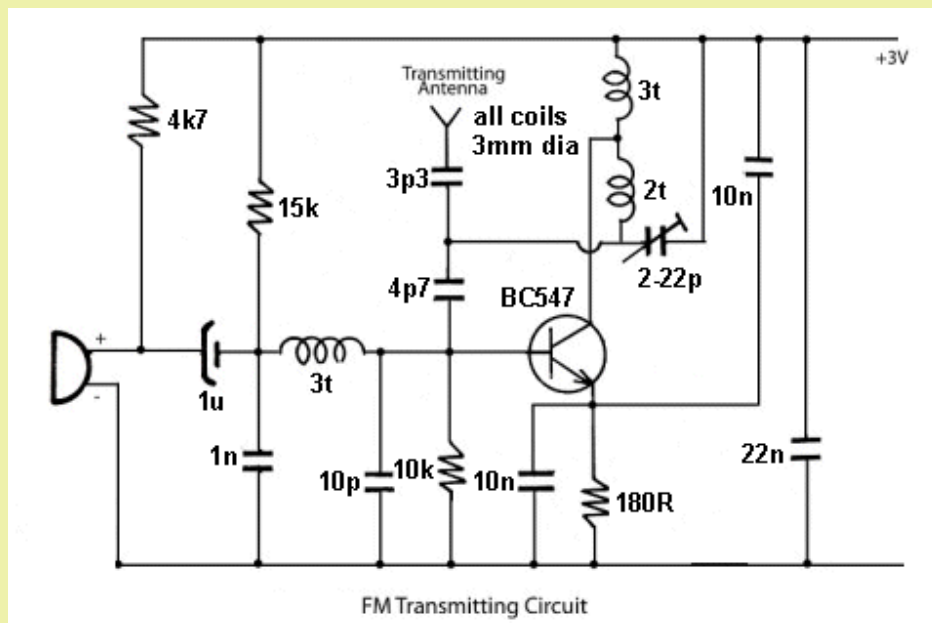 +3V
Transmitting
Antenna
all coils
3mm dia
3t
4k7
3p3
2t
10n
15k
4p7
2-22p
BC547
+
-
1u
3t
1n
10p
10k
10n
180R
22n
FM Transmitting Circuit